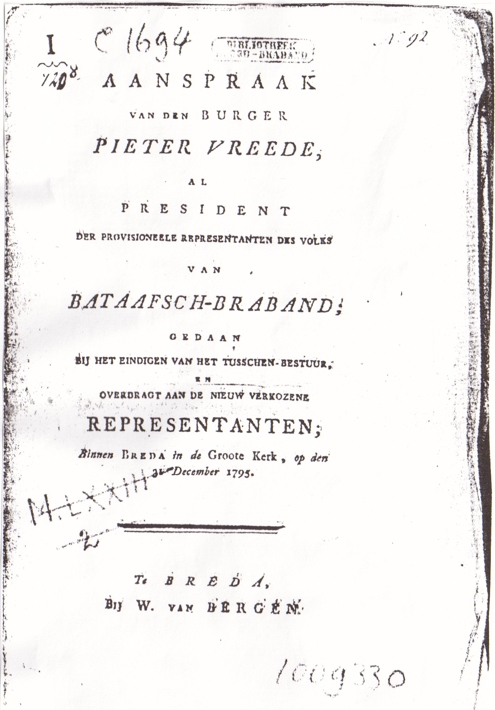 I
C 1694
BIBLIOTHEEK
N: 92
AANSPRAAK
VAN DEN BURGER
PIETER VREEDE,
AL
PRESIDENT
DER PROVISIONEELE REPRESENTANTEN DES VOLKS
VAN
BATAAFSCH-BRABAND;
GEDAAN
BIJ HET EINDIGEN VAN HET TUSSCHEN-BESTUUR,
EN
OVERDRAGT AAN DE NIEUW VERKOZENE
REPRESENTANTEN;
Binnen BREDA in de Groote Kerk, op den
December 1795.
M. LXXIII
2
Te BREDA,
Bij W. VAN BERGEN.
1009330